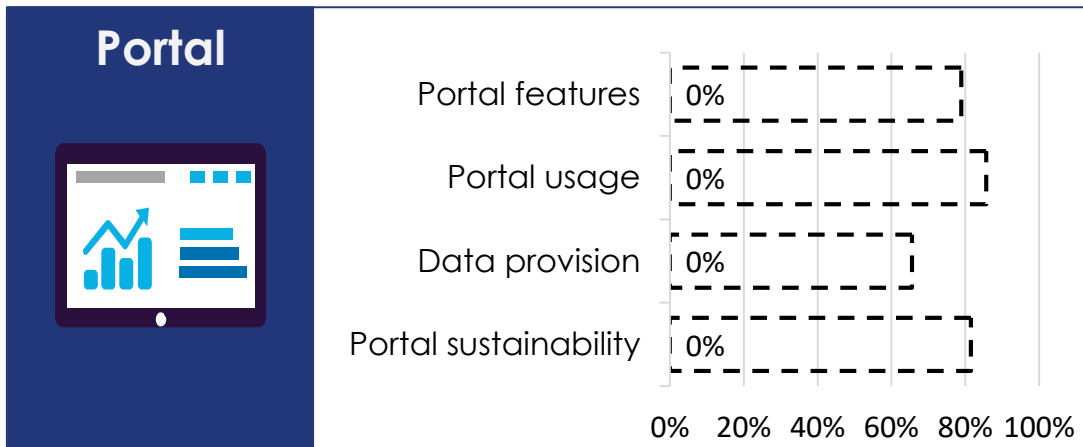 Portal
Portal features
0%
Portal usage
0%
Data provision
0%
Portal sustainability
0%
0% 20% 40% 60% 80% 100%